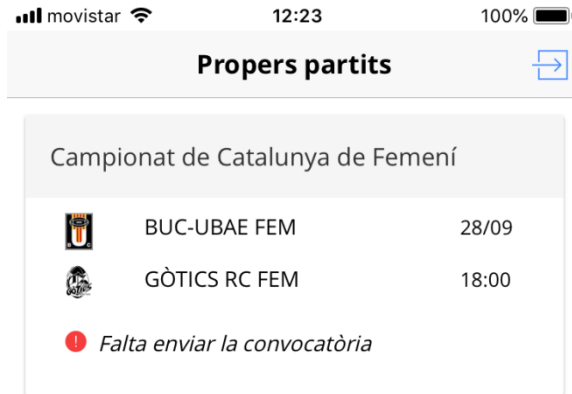 movistar 12:23 100%
Propers partits
Campionat de Catalunya de Femení
BUC-UBAE FEM 28/09
GÒTICS RC FEM 18:00
Falta enviar la convocatòria